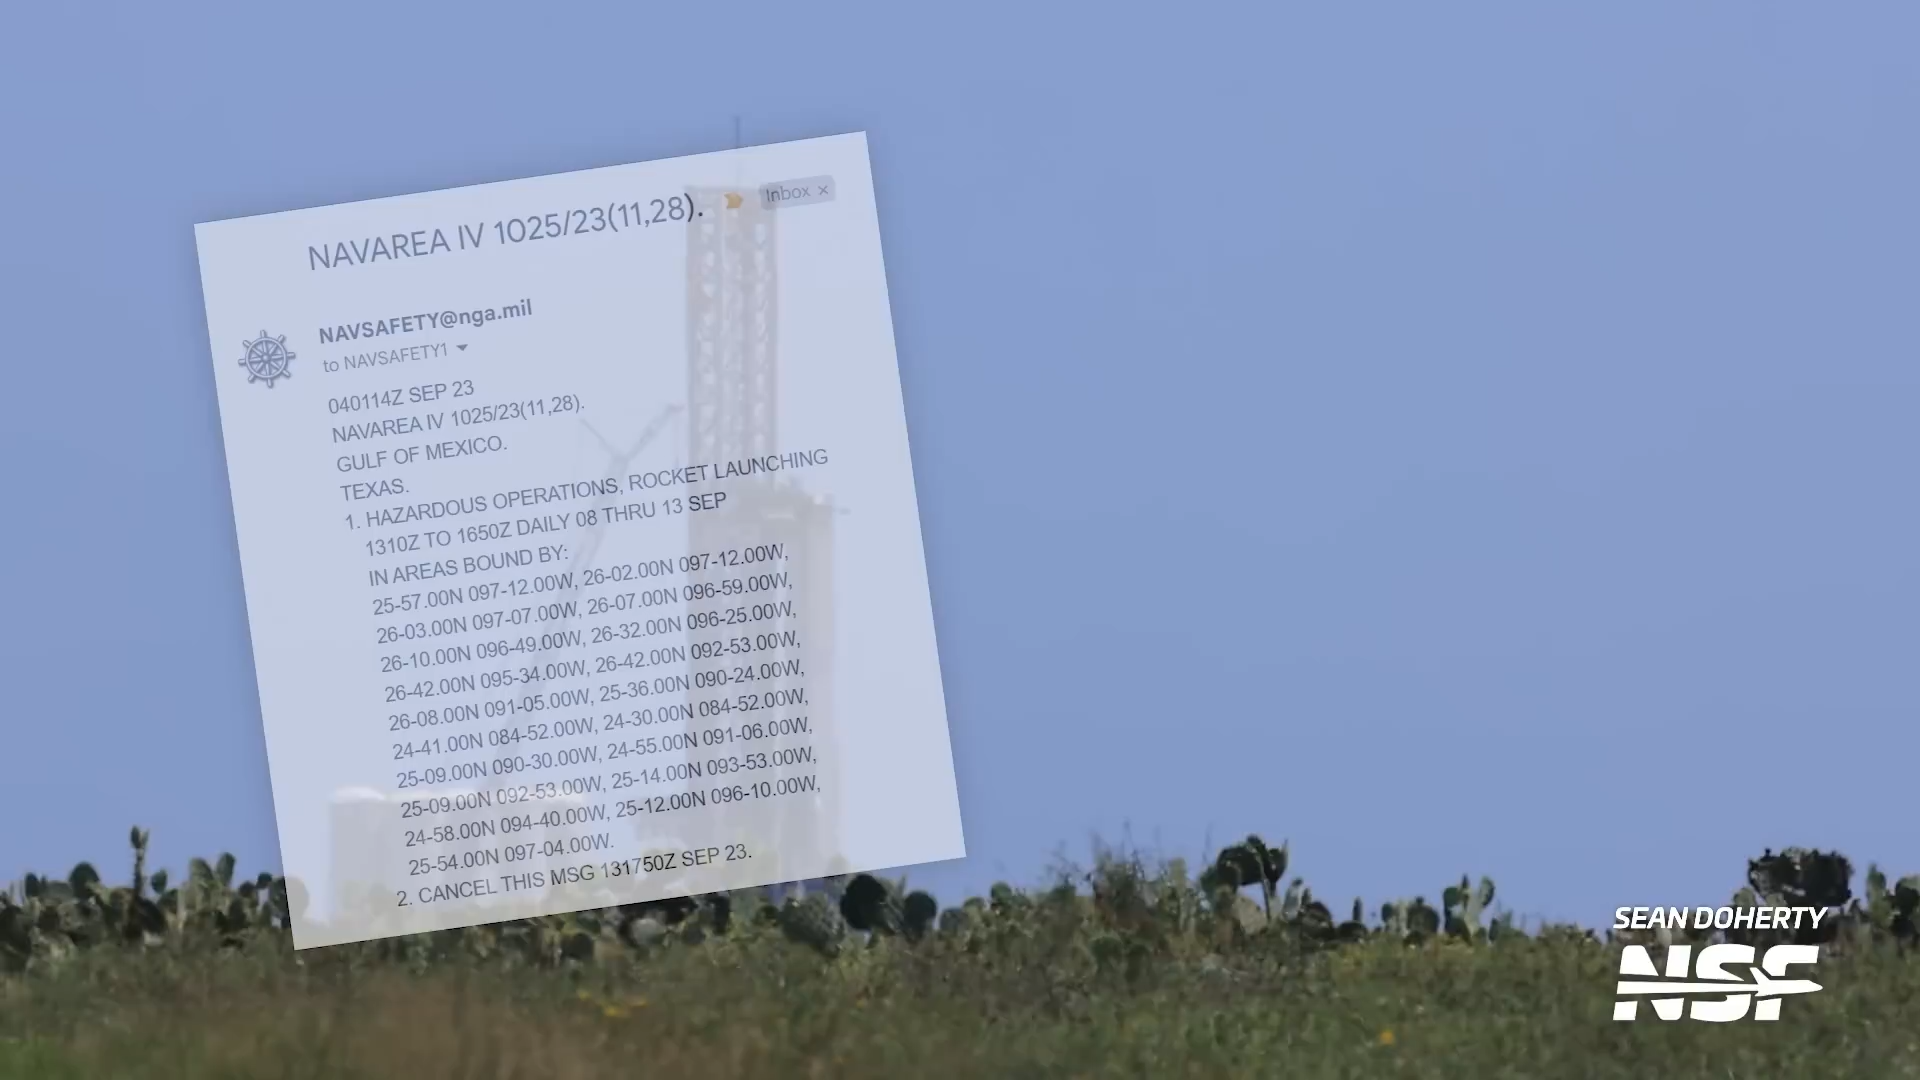 NAVAREA IV 1025/23(11,28).
Inbox ×
NAVSAFETY@nga.mil
to NAVSAFETY1
040114Z SEP 23
NAVAREA IV 1025/23(11,28).
GULF OF MEXICO.
TEXAS.
1. HAZARDOUS OPERATIONS, ROCKET LAUNCHING
1310Z TO 1650Z DAILY 08 THRU 13 SEP
IN AREAS BOUND BY:
25-57.00N 097-12.00W, 26-02.00N 097-12.00W,
26-03.00N 097-07.00W, 26-07.00N 096-59.00W,
26-10.00N 096-49.00W, 26-32.00N 096-25.00W,
26-42.00N 095-34.00W, 26-42.00N 092-53.00W,
26-08.00N 091-05.00W, 25-36.00N 090-24.00W,
24-41.00N 084-52.00W, 24-30.00N 084-52.00W,
25-09.00N 090-30.00W, 24-55.00N 091-06.00W,
25-09.00N 092-53.00W, 25-14.00N 093-53.00W,
24-58.00N 094-40.00W, 25-12.00N 096-10.00W,
25-54.00N 097-04.00W.
2. CANCEL THIS MSG 131750Z SEP 23.
SEAN DOHERTY
NSF